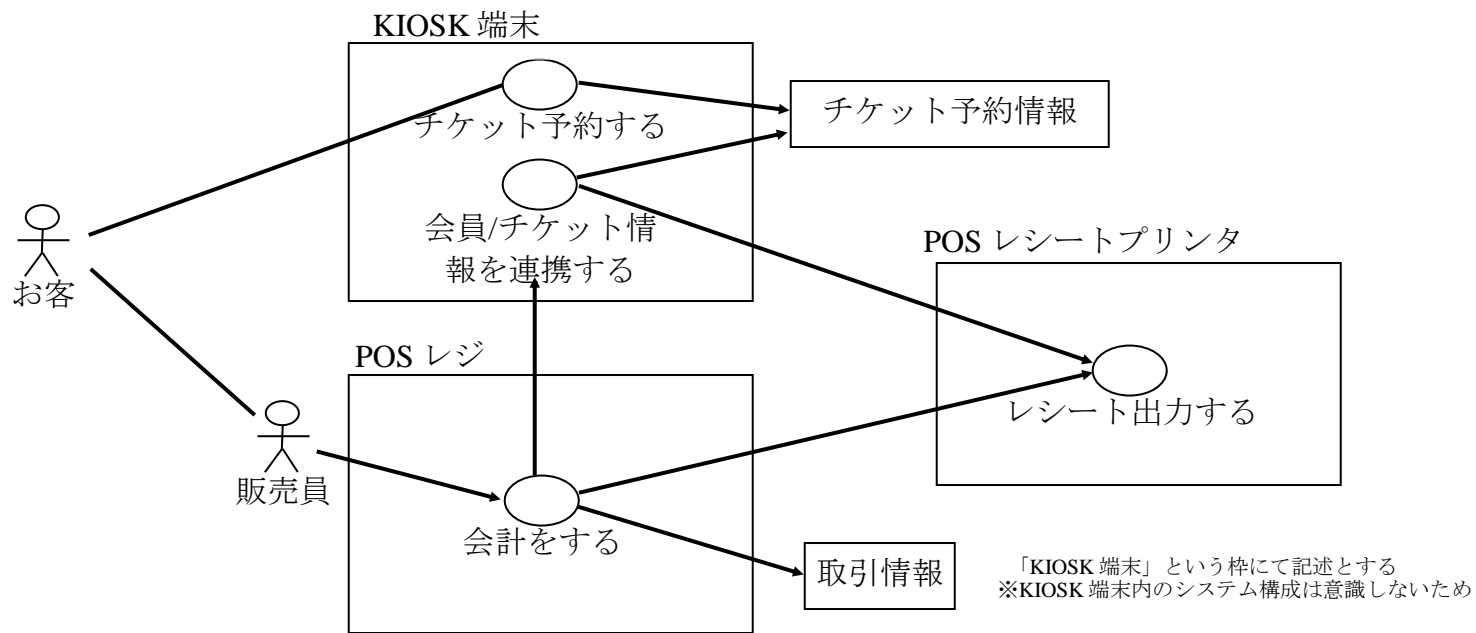 KIOSK 端末
チケット予約する
チケット予約情報
会員/チケット情
報を連携する
お客
POS レシートプリンタ
レシート出力する
POS レジ
販売員
会計をする
取引情報
「KIOSK 端末」という枠にて記述とする
※KIOSK 端末内のシステム構成は意識しないため